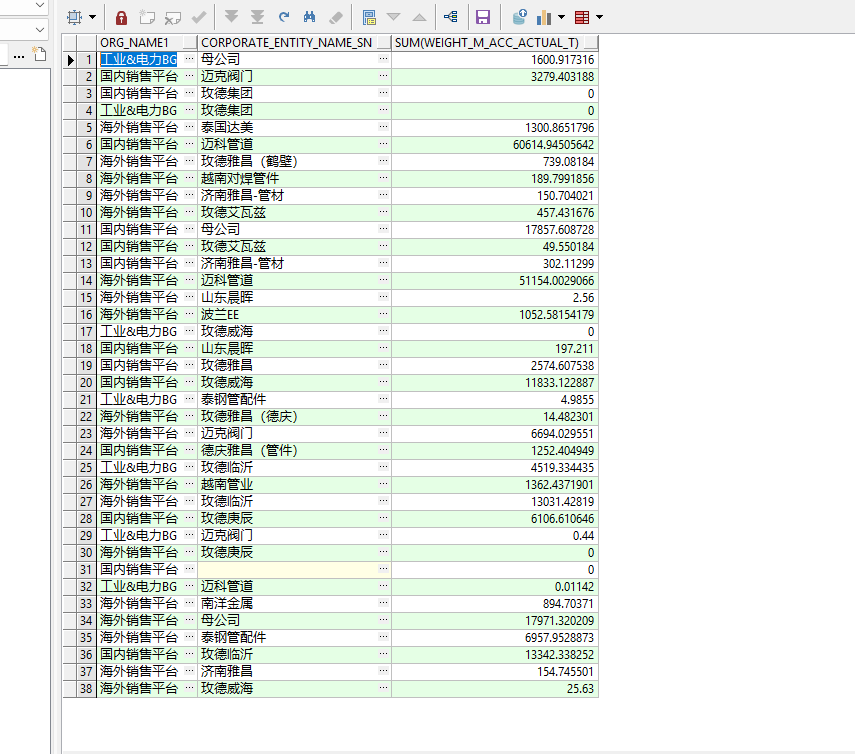 ORG_NAME1 CORPORATE_ENTITY_NAME_SN SUM(WEIGHT_M_ACC_ACTUAL_T)
1 工业&电力BG ··· 母公司 ··· 1600.917316
2 国内销售平台 ··· 迈克阀门 ··· 3279.403188
3 国内销售平台 ··· 玫德集团 ··· 0
4 工业&电力BG ··· 玫德集团 ··· 0
5 海外销售平台 ··· 泰国达美 ··· 1300.8651796
6 国内销售平台 ··· 迈科管道 ··· 60614.94505642
7 海外销售平台 ··· 玫德雅昌（鹤壁） ··· 739.08184
8 海外销售平台 ··· 越南对焊管件 ··· 189.7991856
9 海外销售平台 ··· 济南雅昌-管材 ··· 150.704021
10 海外销售平台 ··· 玫德艾瓦兹 ··· 457.431676
11 国内销售平台 ··· 母公司 ··· 17857.608728
12 国内销售平台 ··· 玫德艾瓦兹 ··· 49.550184
13 国内销售平台 ··· 济南雅昌-管材 ··· 302.11299
14 海外销售平台 ··· 迈科管道 ··· 51154.0029066
15 海外销售平台 ··· 山东晨晖 ··· 2.56
16 海外销售平台 ··· 波兰EE ··· 1052.58154179
17 工业&电力BG ··· 玫德威海 ··· 0
18 国内销售平台 ··· 山东晨晖 ··· 197.211
19 国内销售平台 ··· 玫德雅昌 ··· 2574.607538
20 国内销售平台 ··· 玫德威海 ··· 11833.122887
21 工业&电力BG ··· 泰钢管配件 ··· 4.9855
22 海外销售平台 ··· 玫德雅昌（德庆） ··· 14.482301
23 海外销售平台 ··· 迈克阀门 ··· 6694.029551
24 国内销售平台 ··· 德庆雅昌（管件） ··· 1252.404949
25 工业&电力BG ··· 玫德临沂 ··· 4519.334435
26 海外销售平台 ··· 越南管业 ··· 1362.4371901
27 海外销售平台 ··· 玫德临沂 ··· 13031.42819
28 国内销售平台 ··· 玫德庚辰 ··· 6106.610646
29 工业&电力BG ··· 迈克阀门 ··· 0.44
30 海外销售平台 ··· 玫德庚辰 ··· 0
31 国内销售平台 ··· ··· 0
32 工业&电力BG ··· 迈科管道 ··· 0.01142
33 海外销售平台 ··· 南洋金属 ··· 894.70371
34 海外销售平台 ··· 母公司 ··· 17971.320209
35 海外销售平台 ··· 泰钢管配件 ··· 6957.9528873
36 国内销售平台 ··· 玫德临沂 ··· 13342.338252
37 海外销售平台 ··· 济南雅昌 ··· 154.745501
38 海外销售平台 ··· 玫德威海 ··· 25.63